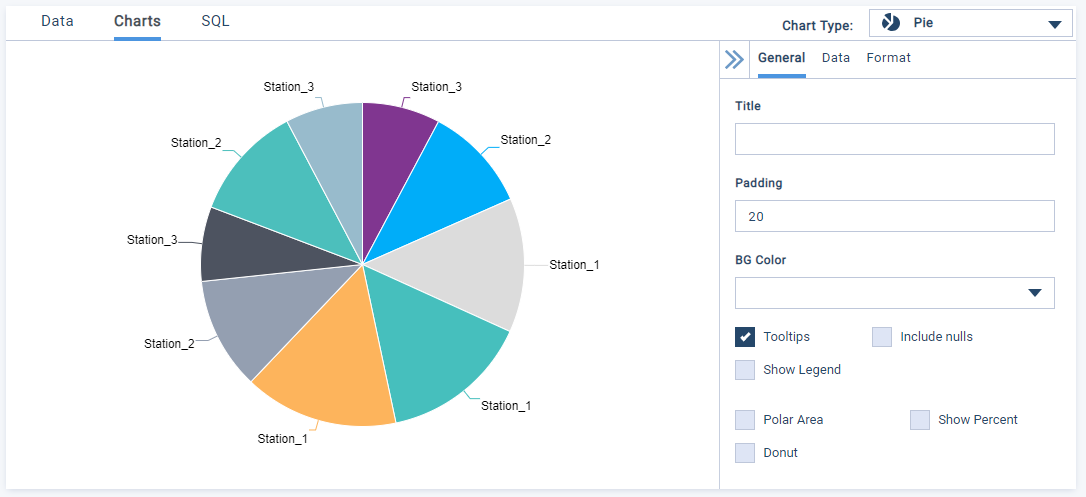 Data
Charts
SQL
Chart Type:
Pie
General
Data
Format
Title
Padding
20
BG Color
Tooltips
Include nulls
Show Legend
Polar Area
Show Percent
Donut
Station_3
Station_3
Station_2
Station_2
Station_3
Station_1
Station_2
Station_1
Station_1